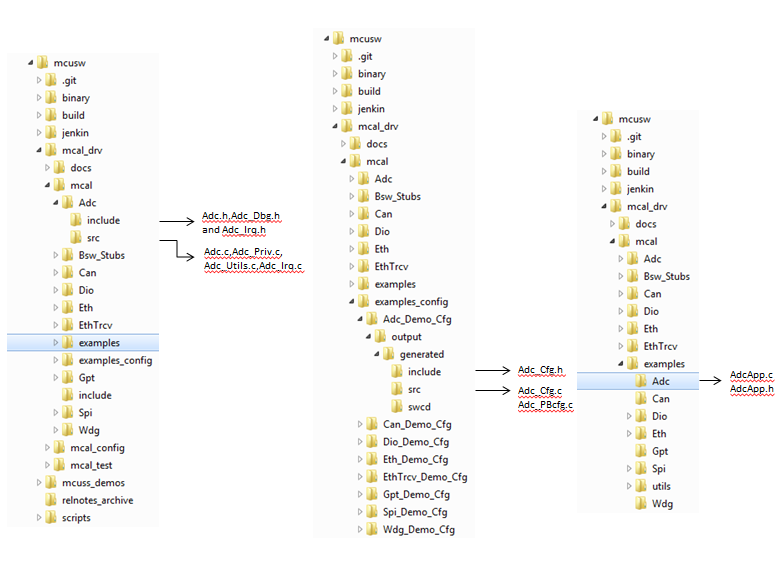 mcusw
.git
binary
build
jenkin
mcal_drv
docs
mcal
Adc
include
src
Bsw_Stubs
Can
Dio
Eth
EthTrcv
examples
examples_config
Gpt
include
Spi
Wdg
mcal_config
mcal_test
mcuss_demos
relnotes_archive
scripts
Adc.h,Adc_Dbg.h
and Adc_Irq.h
Adc.c,Adc_Priv.c,
Adc_Utils.c,Adc_Irq.c
mcusw
.git
binary
build
jenkin
mcal_drv
docs
mcal
Adc
Bsw_Stubs
Can
Dio
Eth
EthTrcv
examples
examples_config
Adc_Demo_Cfg
output
generated
include
src
swcd
Can_Demo_Cfg
Dio_Demo_Cfg
Eth_Demo_Cfg
EthTrcv_Demo_Cfg
Gpt_Demo_Cfg
Spi_Demo_Cfg
Wdg_Demo_Cfg
Adc_Cfg.h
Adc_Cfg.c
Adc_PBcfg.c
mcusw
.git
binary
build
jenkin
mcal_drv
docs
mcal
Adc
Bsw_Stubs
Can
Dio
Eth
EthTrcv
examples
Adc
Can
Dio
Eth
Gpt
Spi
utils
Wdg
AdcApp.c
AdcApp.h